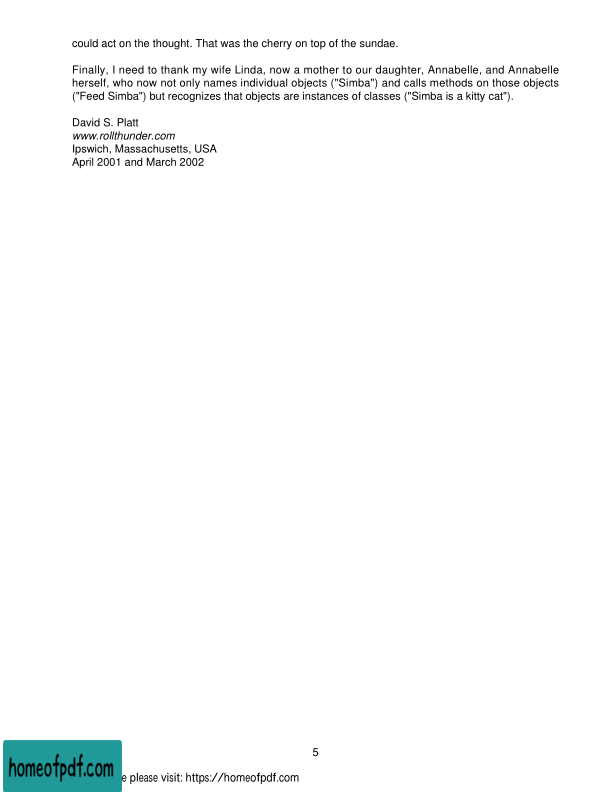 could act on the thought. That was the cherry on top of the sundae.
Finally, I need to thank my wife Linda, now a mother to our daughter, Annabelle, and Annabelle
herself, who now not only names individual objects ("Simba") and calls methods on those objects
("Feed Simba") but recognizes that objects are instances of classes ("Simba is a kitty cat").
David S. Platt
www.rollthunder.com
Ipswich, Massachusetts, USA
April 2001 and March 2002
5
homeofpdf.com
e please visit: https://homeofpdf.com